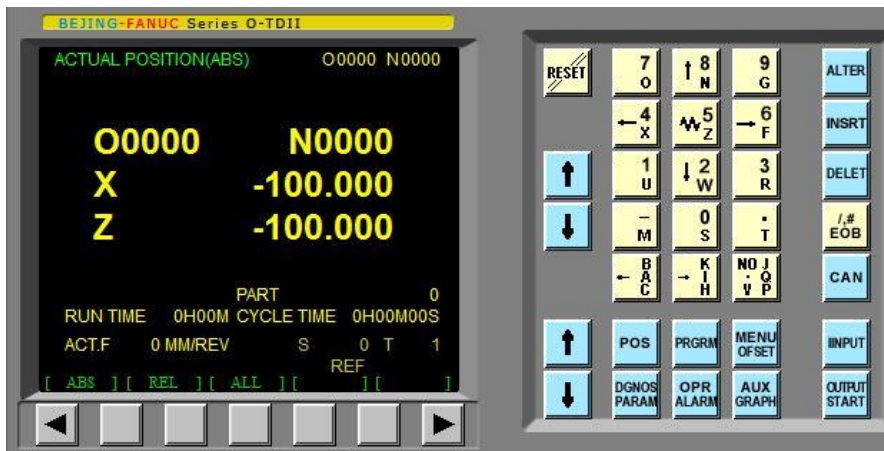 BEJING-FANUC Series O-TDII
ACTUAL POSITION(ABS) O0000 N0000
O0000 N0000
X -100.000
Z -100.000
PART 0
RUN TIME 0H00M CYCLE TIME 0H00M00S
ACT.F 0 MM/REV S 0 T 1
REF
[ ABS ] [ REL ] [ ALL ] [ ] [ ]
RESET
7 O
↑ 8 N
9 G
ALTER
← 4 X
5 Z
→ 6 F
INSRT
↑
1 U
↓ 2 W
3 R
DELET
↓
- M
0 S
. T
/,# EOB
← B A C
→ K I H
NO. J Q V P
CAN
↑
POS
PRGRM
MENU OFSET
IINPUT
↓
DGNOS PARAM
OPR ALARM
AUX GRAPH
OUTPUT START